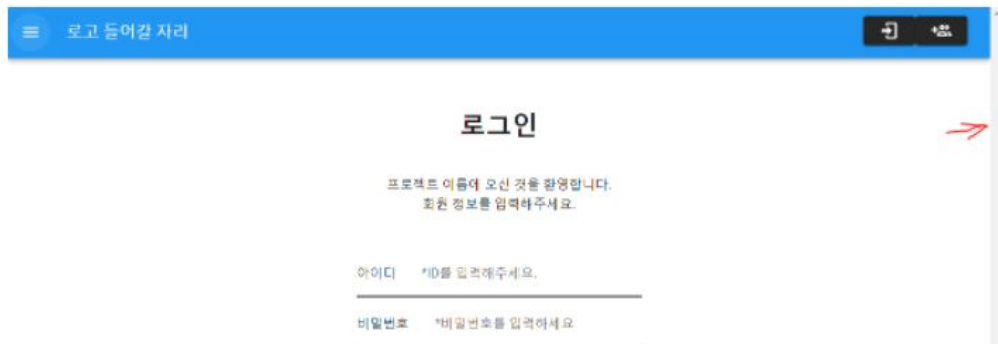 로고 들어갈 자리
로그인
프로젝트 이름에 오신 것을 환영합니다.
회원 정보를 입력해주세요.
아이디 *ID를 입력해주세요.
비밀번호 *비밀번호를 입력하세요